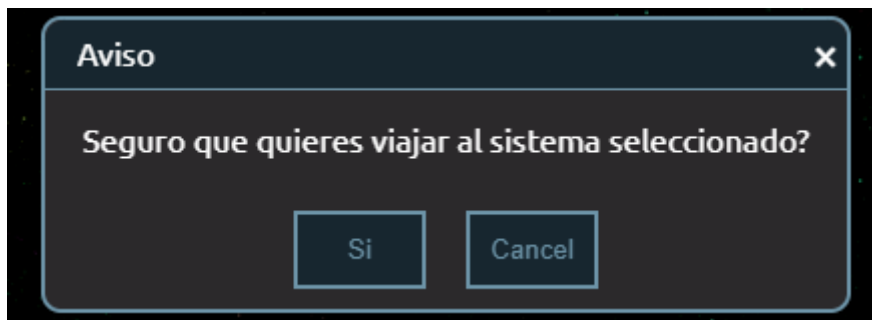 Aviso ×
Seguro que quieres viajar al sistema seleccionado?
Si Cancel